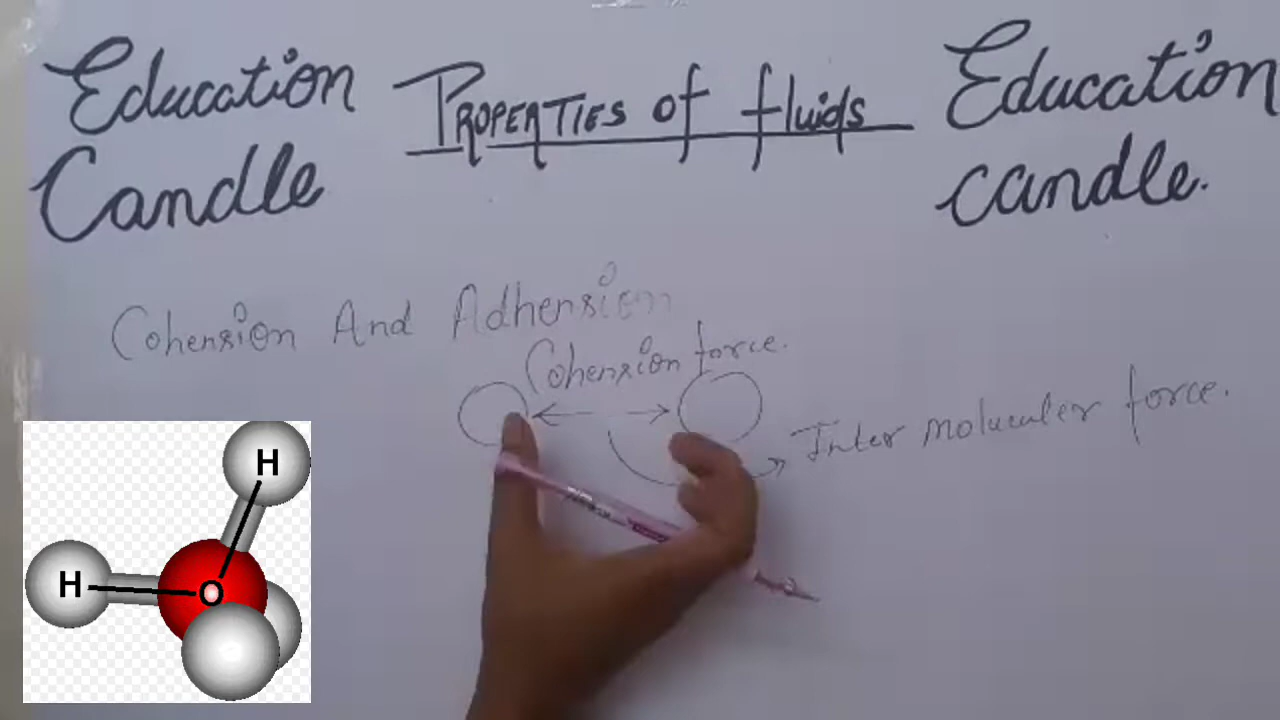 Education
Candle
PROPERTIES of fluids
Education
candle.
Cohension And Adhension
Cohension force.
Inter moluculer force.
H
H
O